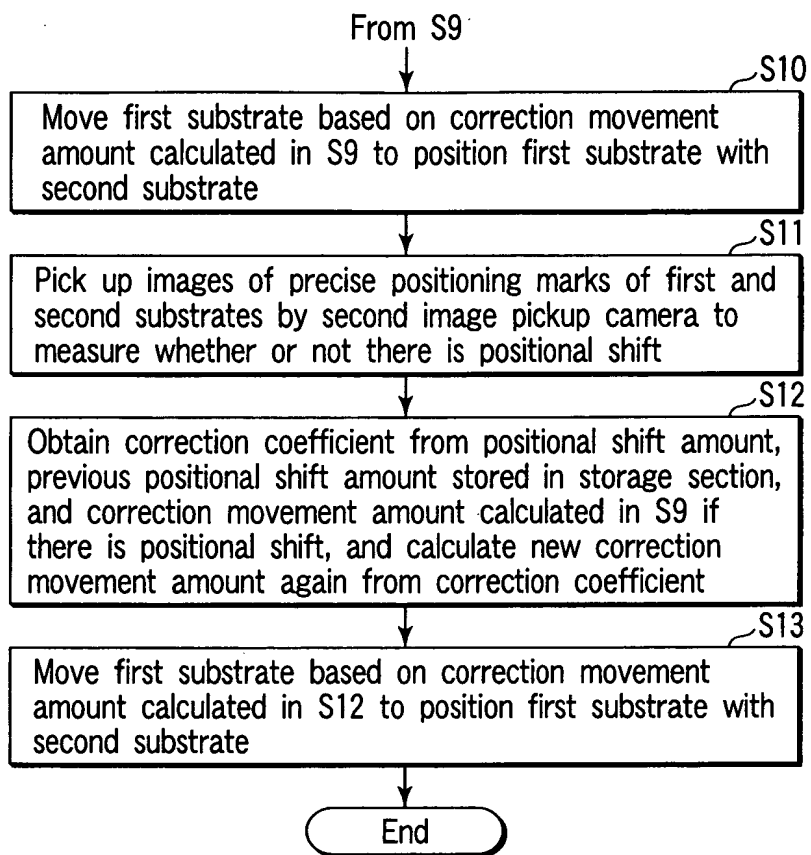 From S9
S10
Move first substrate based on correction movement
amount calculated in S9 to position first substrate with
second substrate
S11
Pick up images of precise positioning marks of first and
second substrates by second image pickup camera to
measure whether or not there is positional shift
S12
Obtain correction coefficient from positional shift amount,
previous positional shift amount stored in storage section,
and correction movement amount calculated in S9 if
there is positional shift, and calculate new correction
movement amount again from correction coefficient
S13
Move first substrate based on correction movement
amount calculated in S12 to position first substrate with
second substrate
End